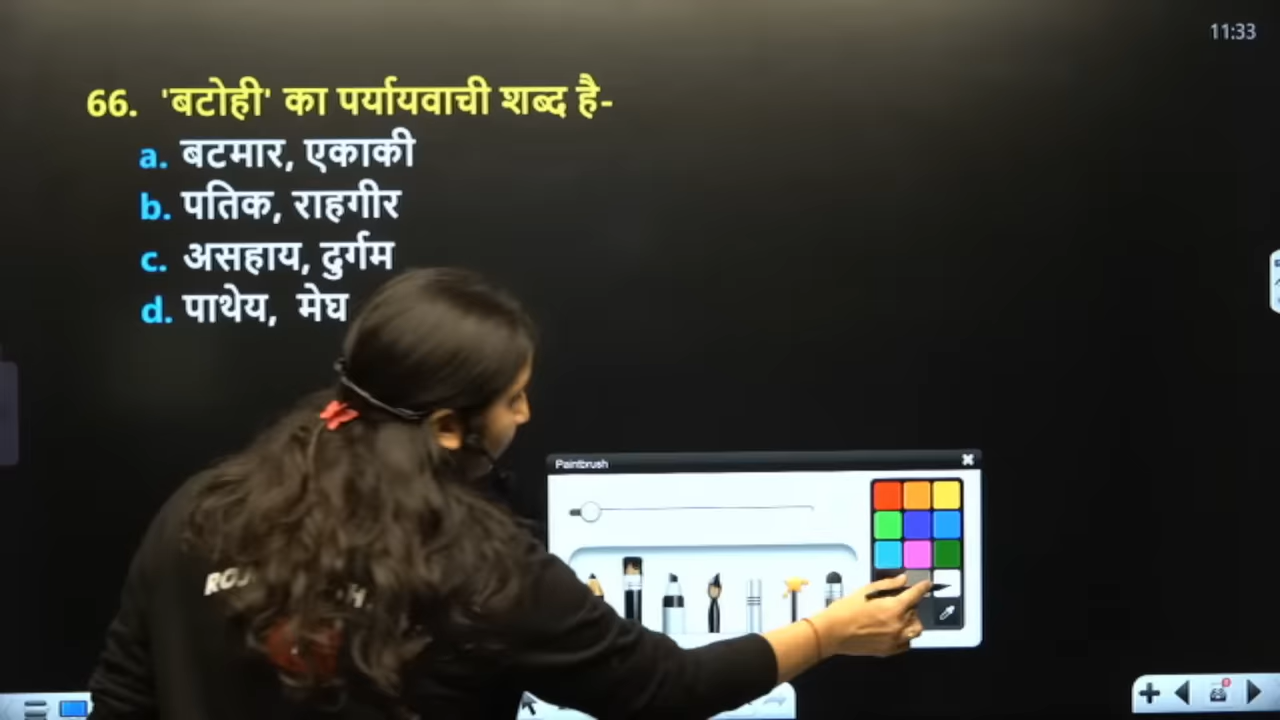 11:33
66. 'बटोही' का पर्यायवाची शब्द है-
a. बटमार, एकाकी
b. पतिक, राहगीर
c. असहाय, दुर्गम
d. पाथेय, मेघ
Paintbrush